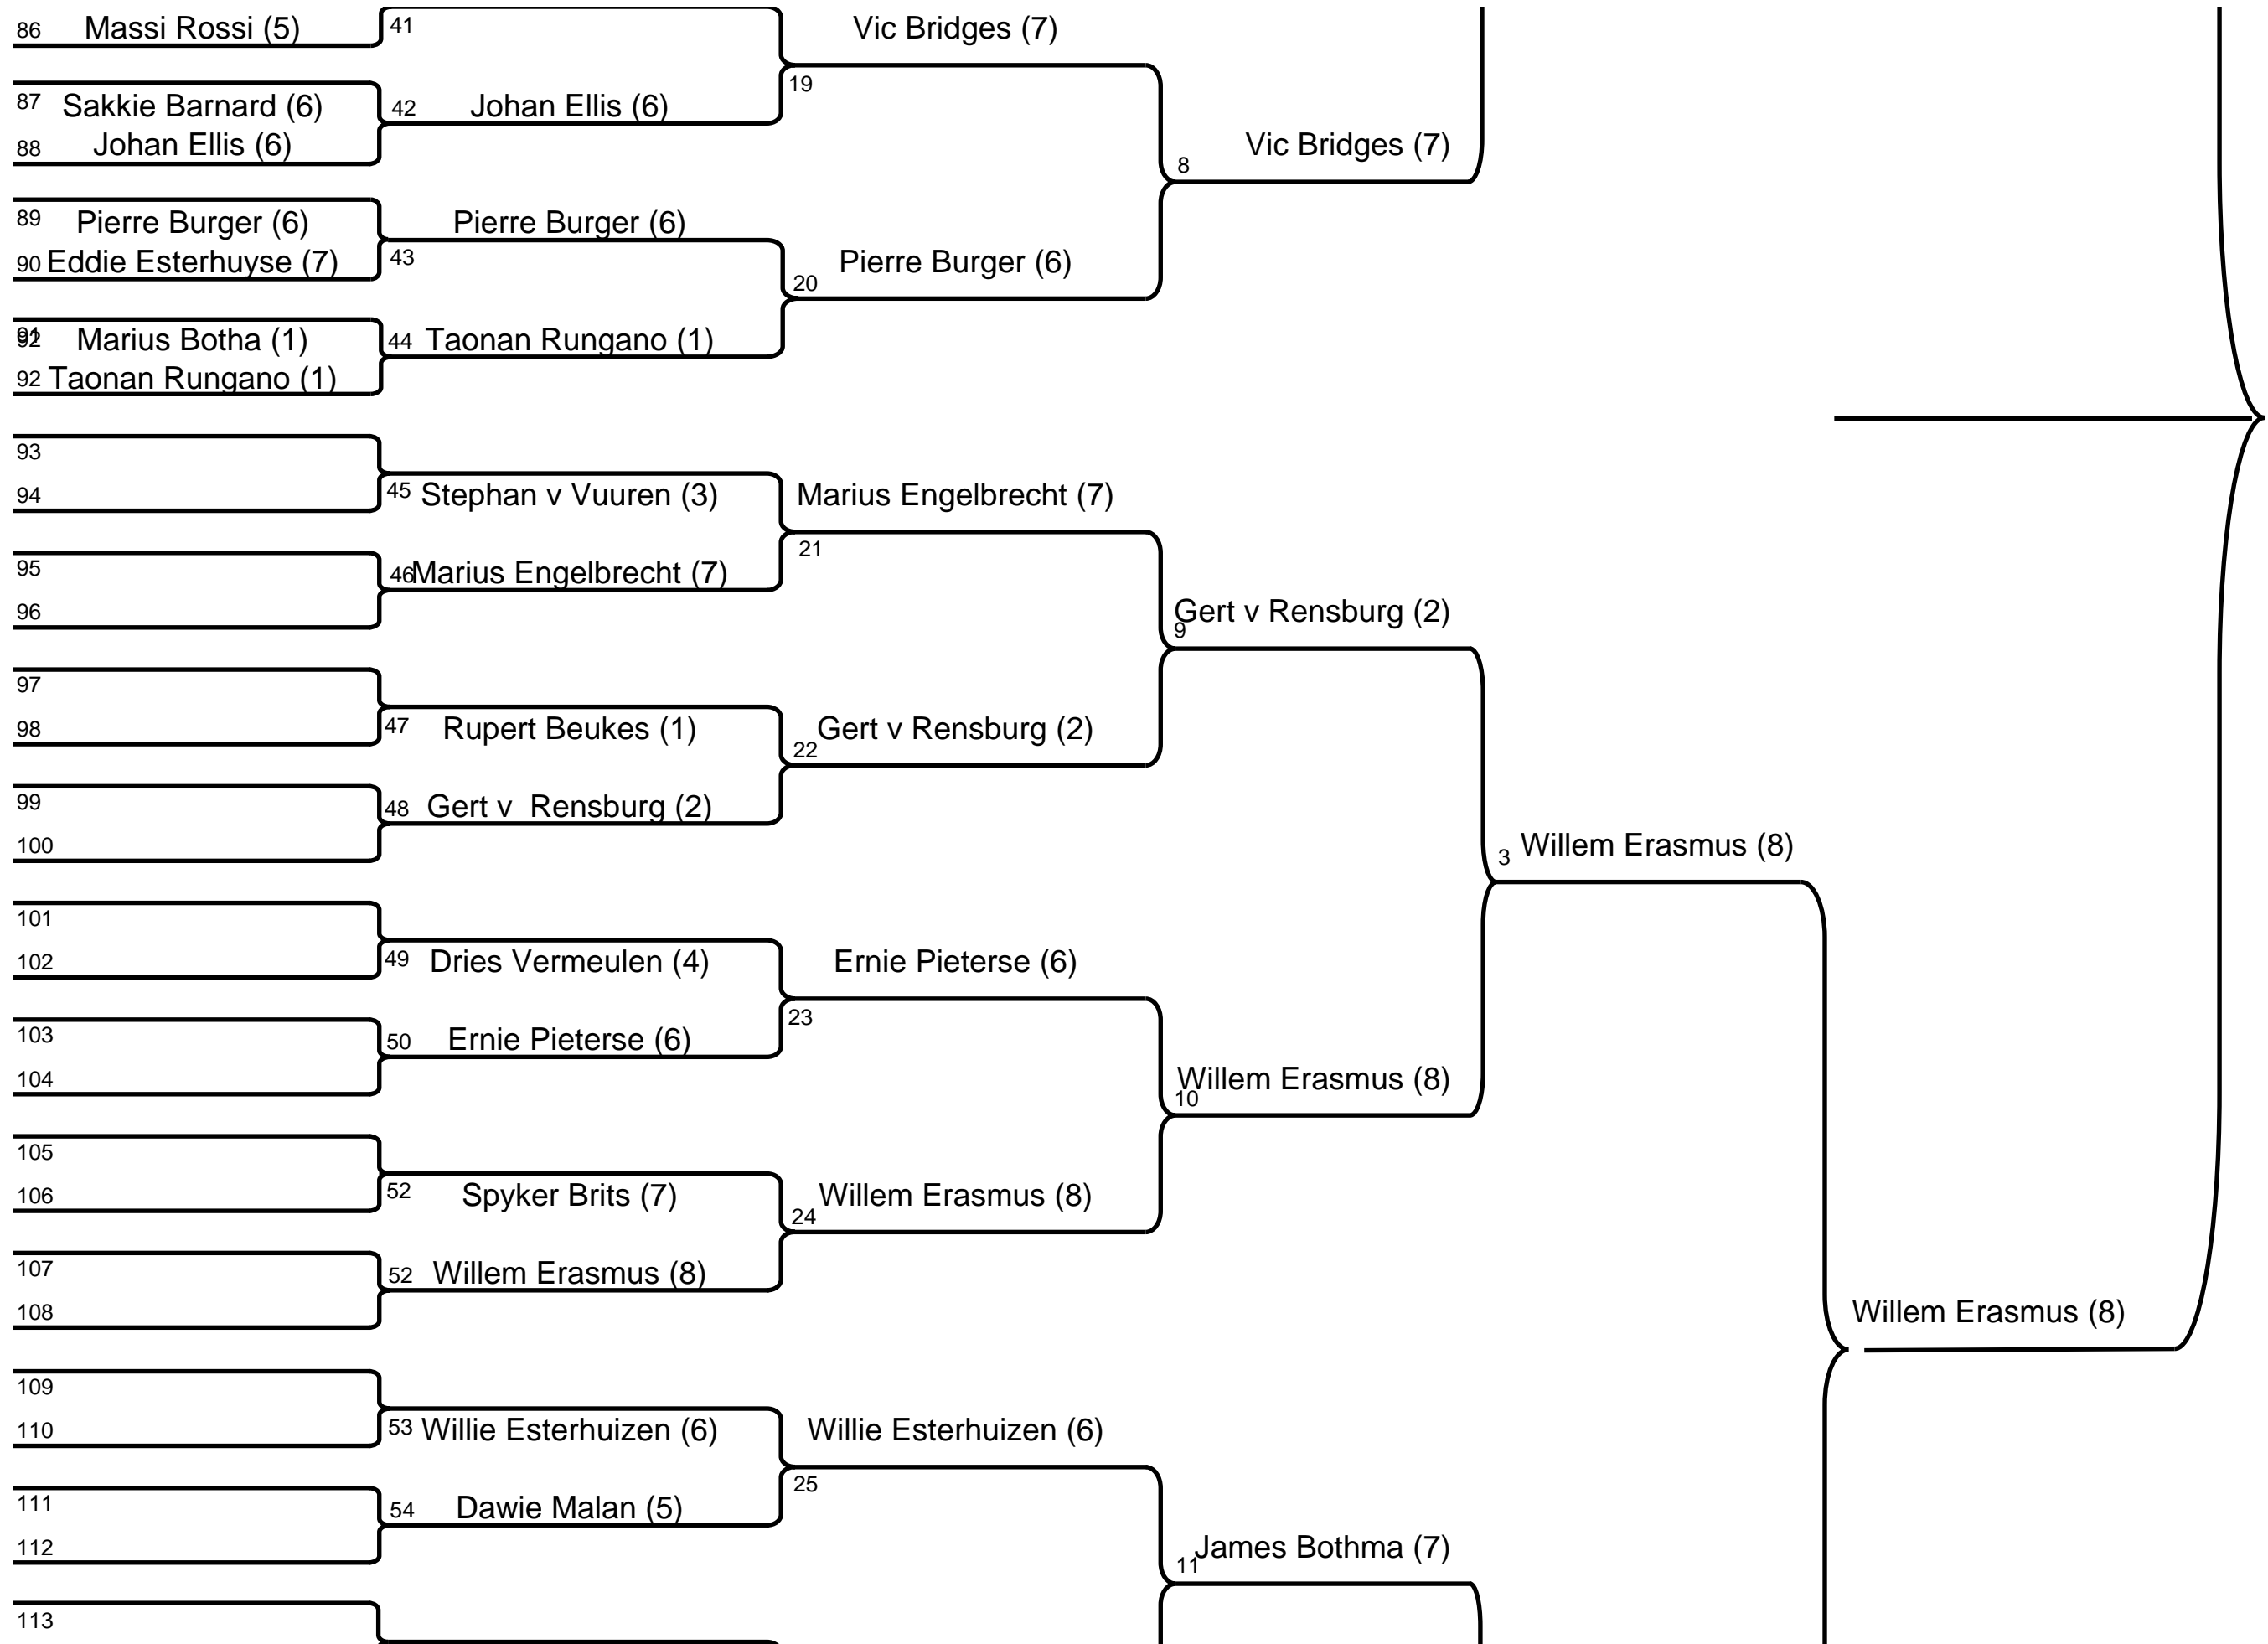 86 Massi Rossi (5) 41 Vic Bridges (7)
19
87 Sakkie Barnard (6) 42 Johan Ellis (6)
88 Johan Ellis (6) 8 Vic Bridges (7)
89 Pierre Burger (6) Pierre Burger (6)
90 Eddie Esterhuyse (7) 43 20 Pierre Burger (6)
91 92 Marius Botha (1) 44 Taonan Rungano (1)
92 Taonan Rungano (1)
93
94 45 Stephan v Vuuren (3) Marius Engelbrecht (7)
21
95 46 Marius Engelbrecht (7)
96 9 Gert v Rensburg (2)
97
98 47 Rupert Beukes (1) 22 Gert v Rensburg (2)
99 48 Gert v  Rensburg (2)
100 3 Willem Erasmus (8)
101
102 49 Dries Vermeulen (4) Ernie Pieterse (6)
23
103 50 Ernie Pieterse (6)
104 10 Willem Erasmus (8)
105
106 52 Spyker Brits (7) 24 Willem Erasmus (8)
107 52 Willem Erasmus (8)
108 Willem Erasmus (8)
109
110 53 Willie Esterhuizen (6) Willie Esterhuizen (6)
25
111 54 Dawie Malan (5)
112 11 James Bothma (7)
113